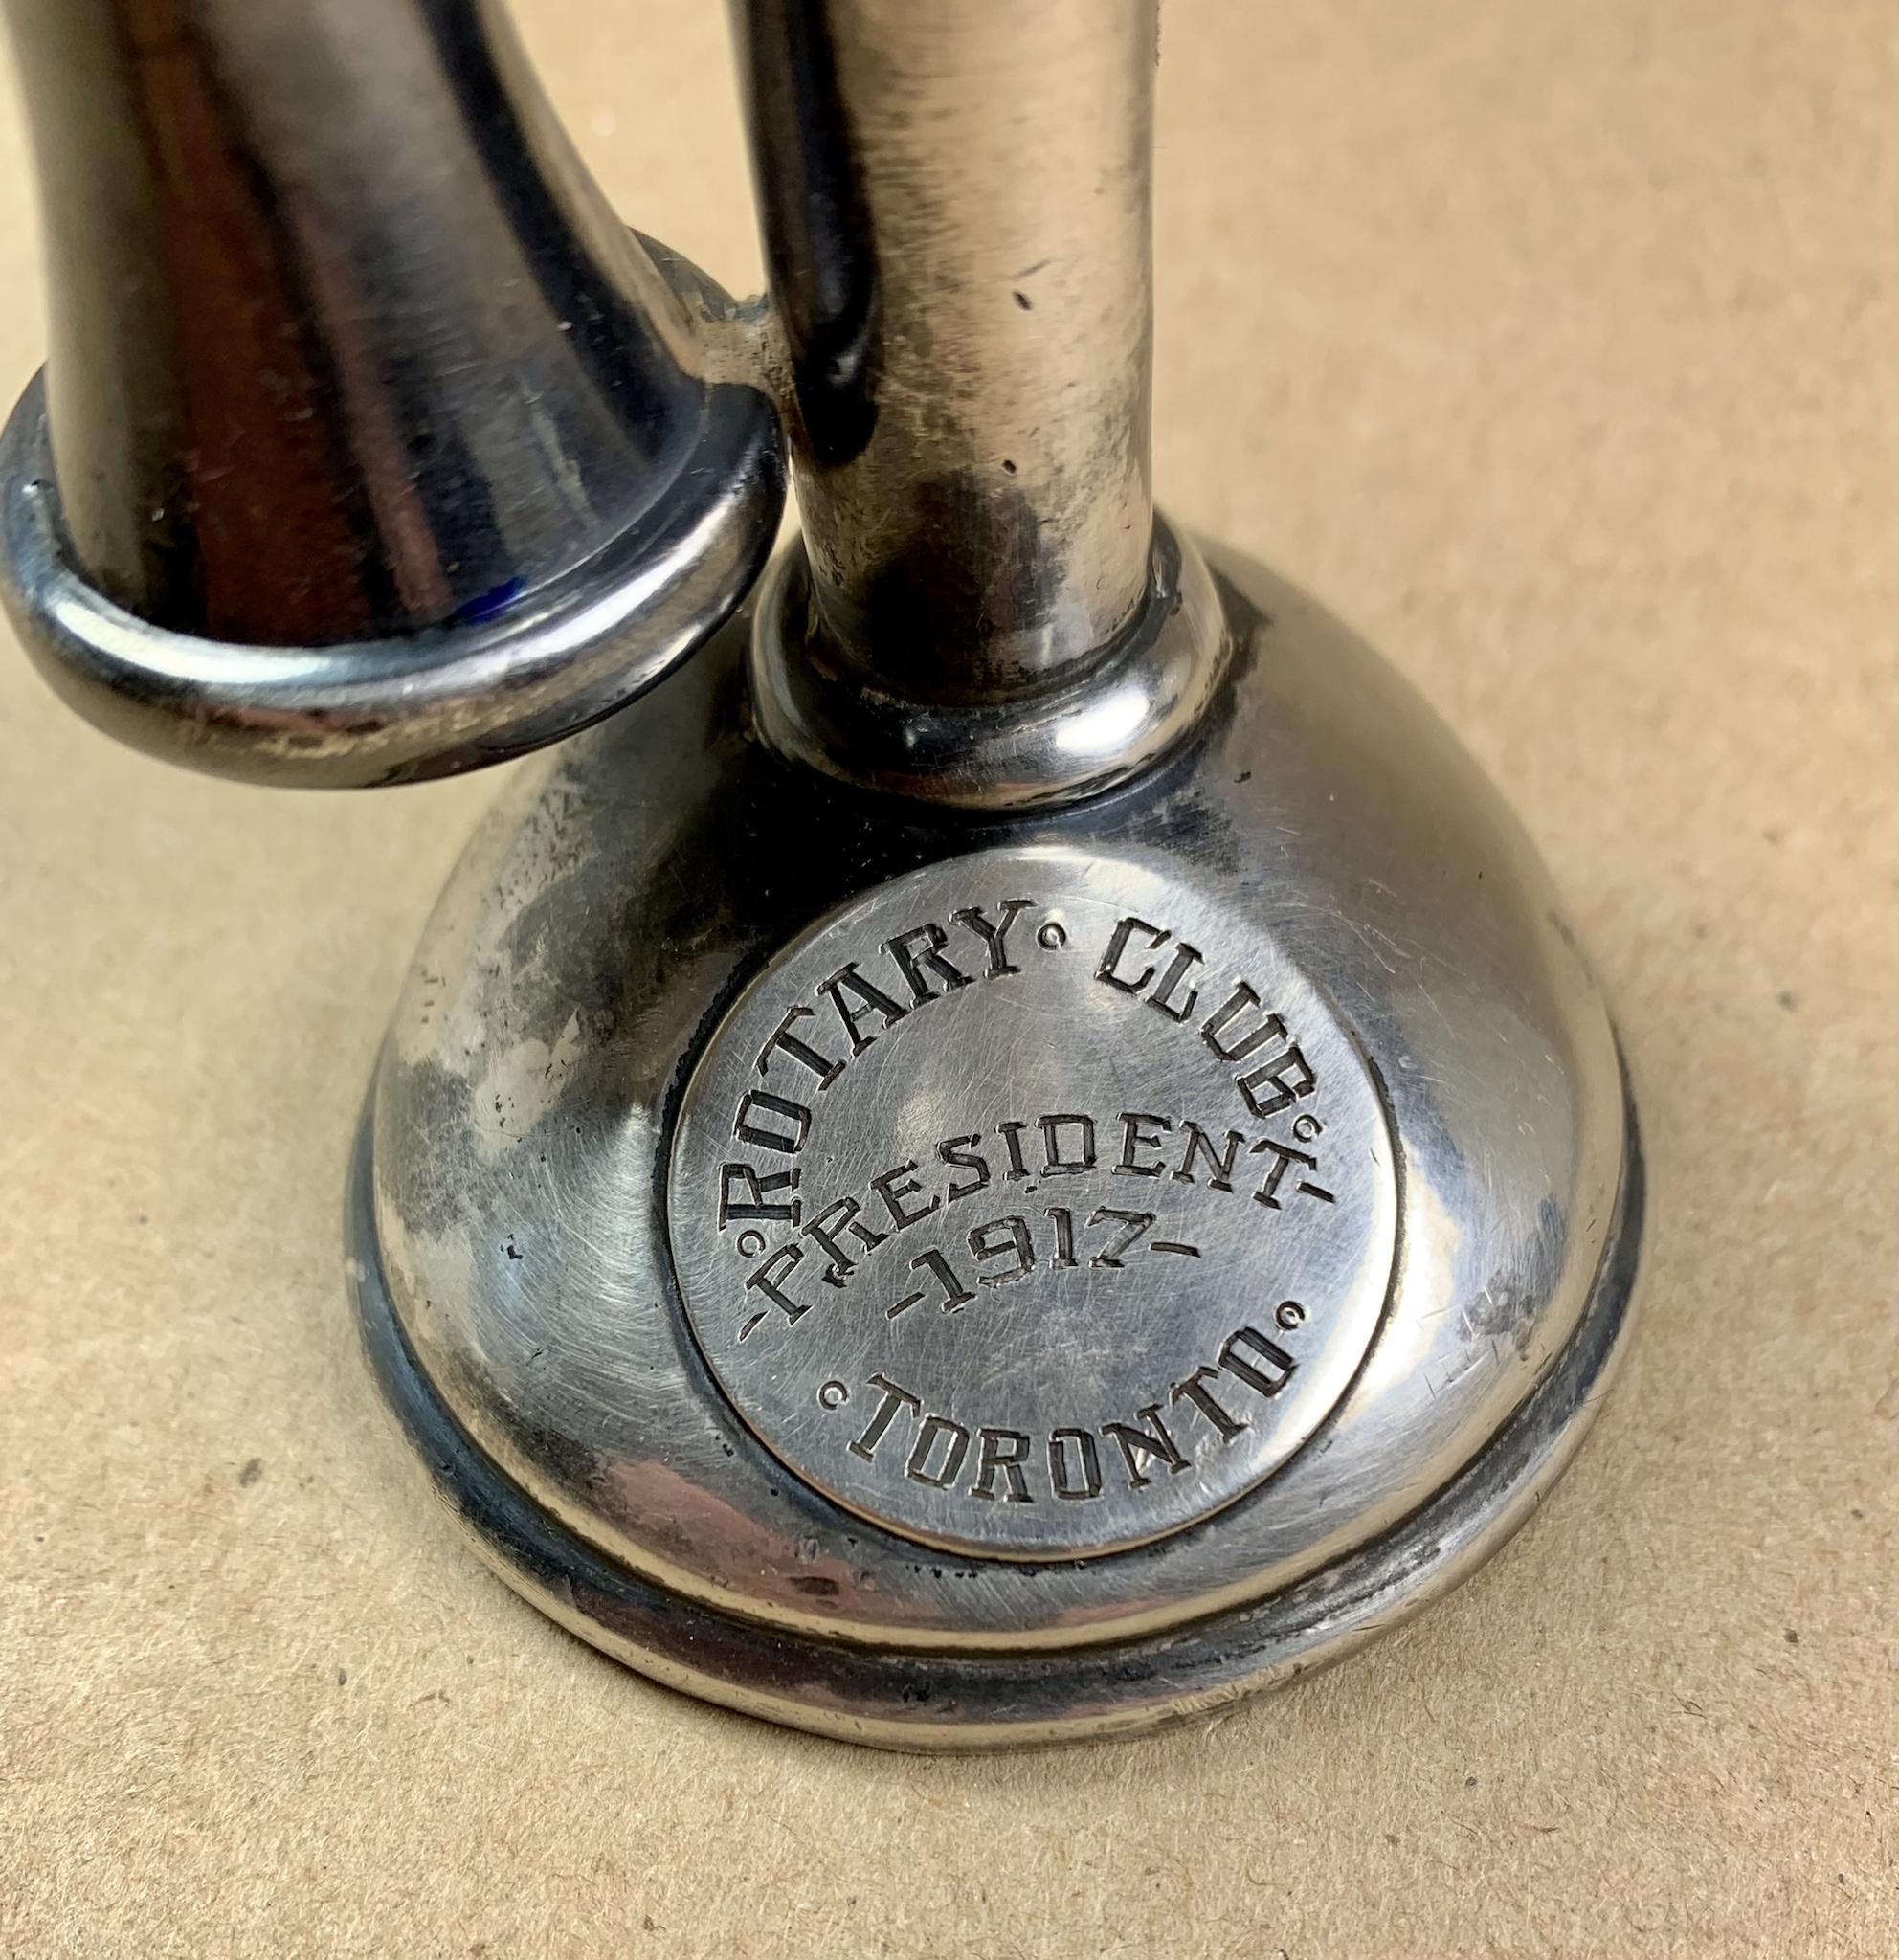 ROTARY CLUB
-PRESIDENT-
-1917-
TORONTO